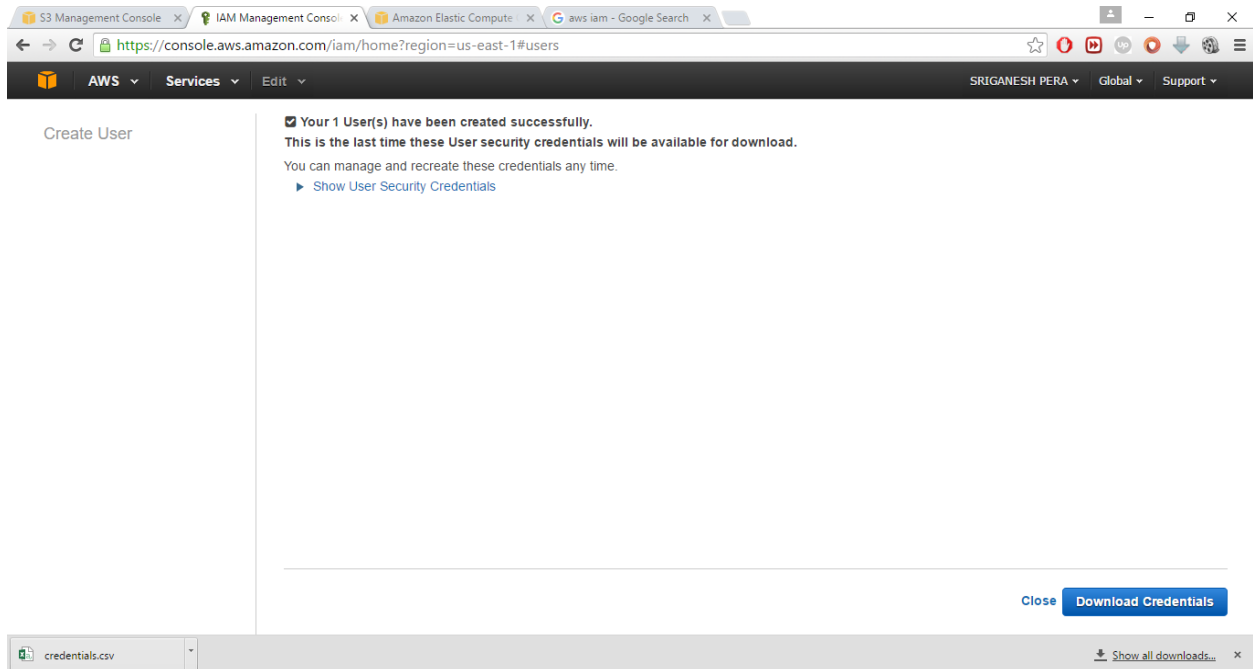 S3 Management Console
IAM Management Consol
Amazon Elastic Compute
aws iam - Google Search
https://console.aws.amazon.com/iam/home?region=us-east-1#users
AWS Services Edit SRIGANESH PERA Global Support
Create User
Your 1 User(s) have been created successfully.
This is the last time these User security credentials will be available for download.
You can manage and recreate these credentials any time.
Show User Security Credentials
Close Download Credentials
credentials.csv Show all downloads...